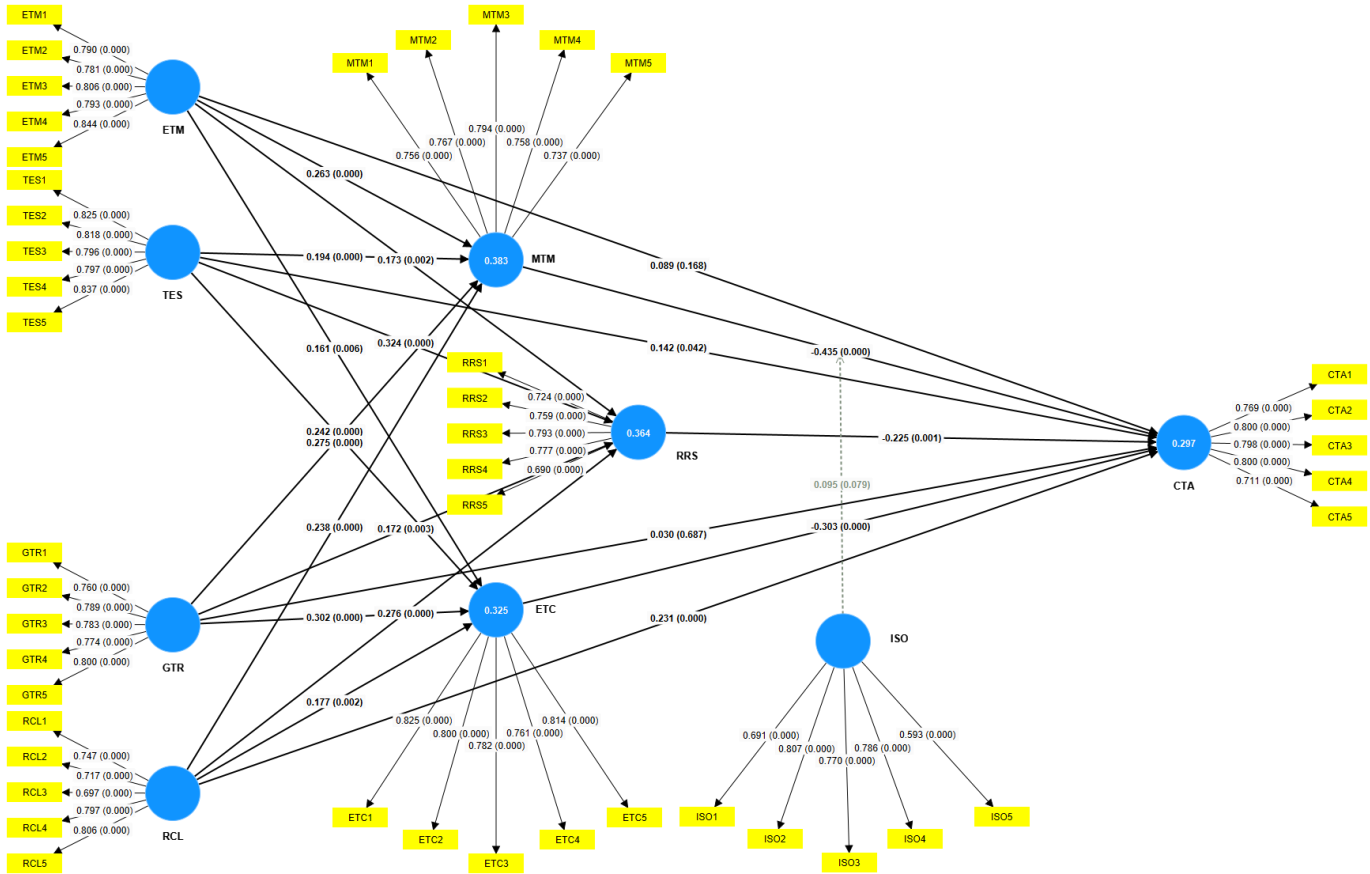 ETM1
ETM2
ETM3
ETM4
ETM5
0.790 (0.000)
0.781 (0.000)
0.806 (0.000)
0.793 (0.000)
0.844 (0.000)
ETM
TES1
TES2
TES3
TES4
TES5
0.825 (0.000)
0.818 (0.000)
0.796 (0.000)
0.797 (0.000)
0.837 (0.000)
TES
GTR1
GTR2
GTR3
GTR4
GTR5
0.760 (0.000)
0.789 (0.000)
0.783 (0.000)
0.774 (0.000)
0.800 (0.000)
GTR
RCL1
RCL2
RCL3
RCL4
RCL5
0.747 (0.000)
0.717 (0.000)
0.697 (0.000)
0.797 (0.000)
0.806 (0.000)
RCL
MTM1
MTM2
MTM3
MTM4
MTM5
0.756 (0.000)
0.767 (0.000)
0.794 (0.000)
0.758 (0.000)
0.737 (0.000)
0.383
MTM
0.263 (0.000)
0.194 (0.000)
0.173 (0.002)
0.161 (0.006)
0.324 (0.000)
0.242 (0.000)
0.275 (0.000)
0.238 (0.000)
0.172 (0.003)
0.302 (0.000)
0.276 (0.000)
0.177 (0.002)
RRS1
RRS2
RRS3
RRS4
RRS5
0.724 (0.000)
0.759 (0.000)
0.793 (0.000)
0.777 (0.000)
0.690 (0.000)
0.364
RRS
0.325
ETC
0.825 (0.000)
0.800 (0.000)
0.782 (0.000)
0.761 (0.000)
0.814 (0.000)
ETC1
ETC2
ETC3
ETC4
ETC5
0.089 (0.168)
0.142 (0.042)
-0.435 (0.000)
-0.225 (0.001)
0.095 (0.079)
0.030 (0.687)
-0.303 (0.000)
0.231 (0.000)
ISO
0.691 (0.000)
0.807 (0.000)
0.770 (0.000)
0.786 (0.000)
0.593 (0.000)
ISO1
ISO2
ISO3
ISO4
ISO5
0.297
CTA
0.769 (0.000)
0.800 (0.000)
0.798 (0.000)
0.800 (0.000)
0.711 (0.000)
CTA1
CTA2
CTA3
CTA4
CTA5